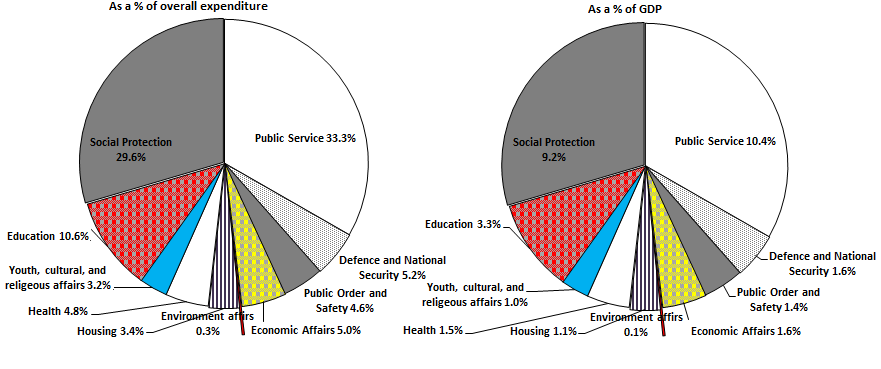 As a % of overall expenditure
Public Service 33.3%
Defence and National
Security 5.2%
Public Order and
Safety 4.6%
Economic Affairs 5.0%
Environment affirs
0.3%
Housing 3.4%
Health 4.8%
Youth, cultural, and
religeous affairs 3.2%
Education 10.6%
Social Protection
29.6%
As a % of GDP
Public Service 10.4%
Defence and National
Security 1.6%
Public Order and
Safety 1.4%
Economic Affairs 1.6%
Environment affirs
0.1%
Housing 1.1%
Health 1.5%
Youth, cultural, and
religeous affairs 1.0%
Education 3.3%
Social Protection
9.2%